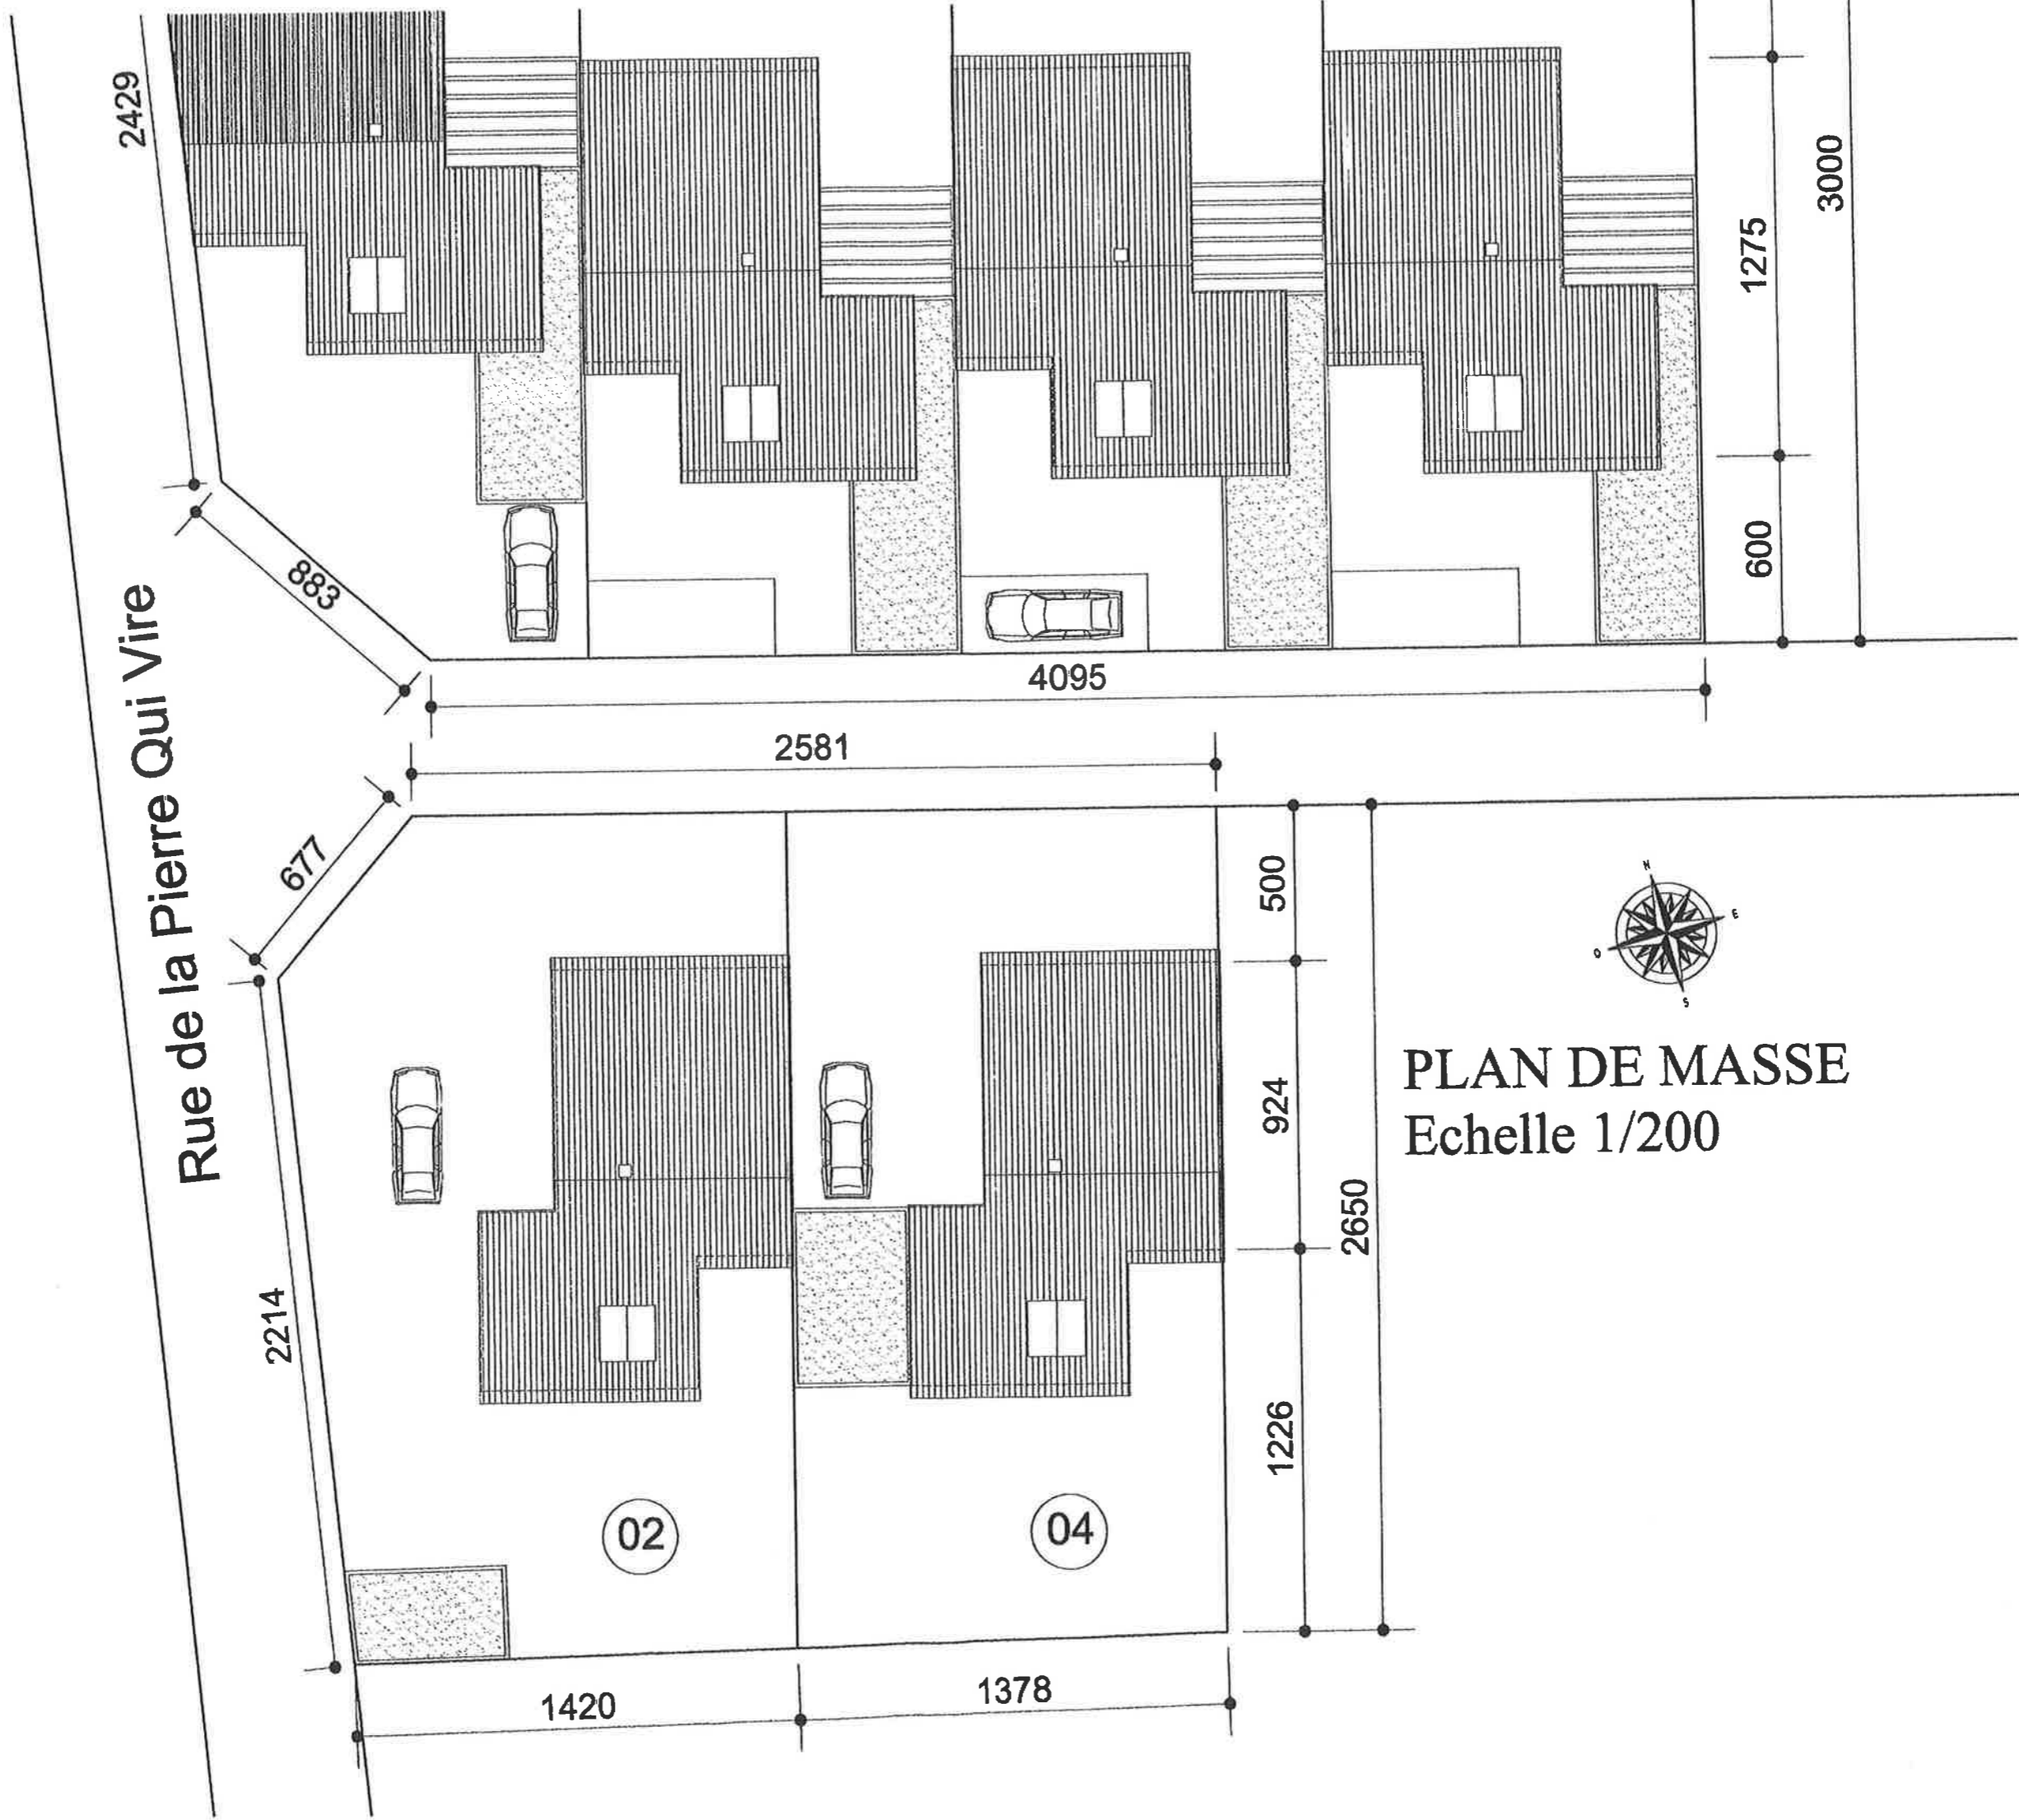 2429
3000
1275
600
883
4095
2581
Rue de la Pierre Qui Vire
677
500
N
E
O
S
PLAN DE MASSE
Echelle 1/200
924
2650
2214
1226
02
04
1420
1378